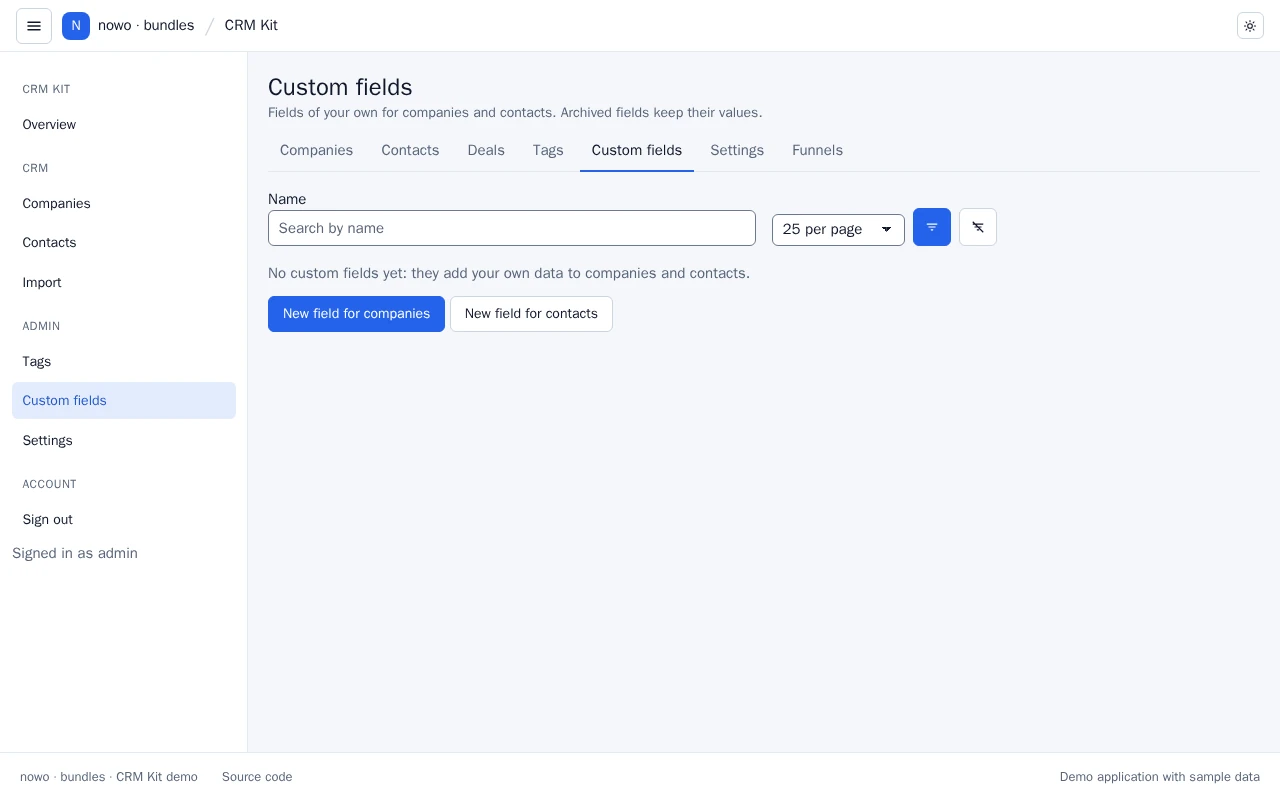 N nowo · bundles / CRM Kit
CRM KIT
Overview
CRM
Companies
Contacts
Import
ADMIN
Tags
Custom fields
Settings
ACCOUNT
Sign out
Signed in as admin
Custom fields
Fields of your own for companies and contacts. Archived fields keep their values.
Companies Contacts Deals Tags Custom fields Settings Funnels
Name
Search by name 25 per page
No custom fields yet: they add your own data to companies and contacts.
New field for companies New field for contacts
nowo · bundles · CRM Kit demo Source code Demo application with sample data